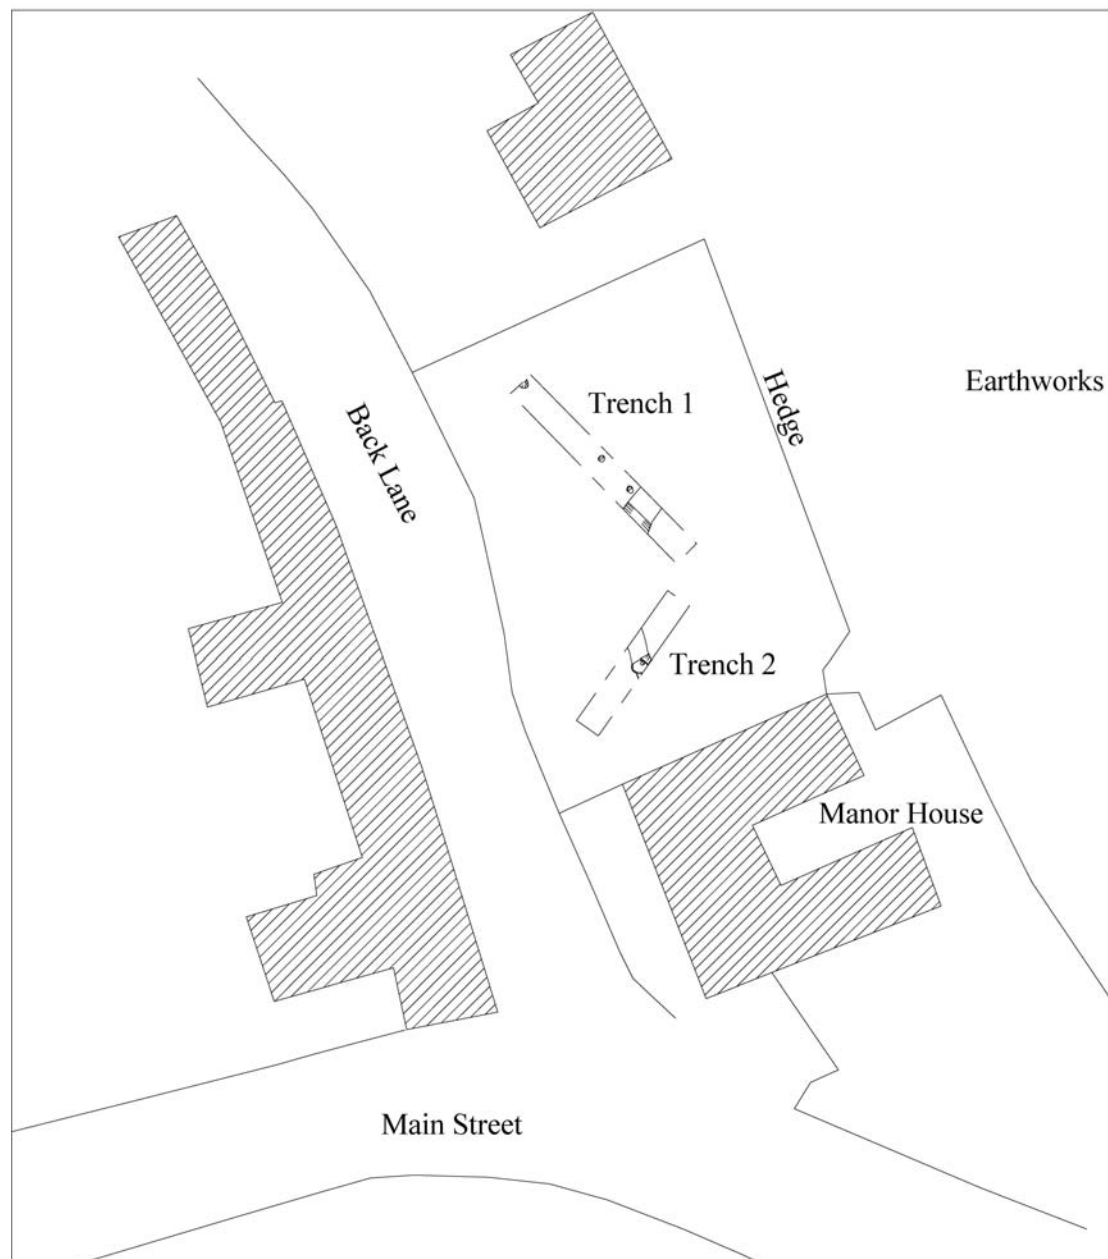 Earthworks
Trench 1
Hedge
Back Lane
Trench 2
Manor House
Main Street